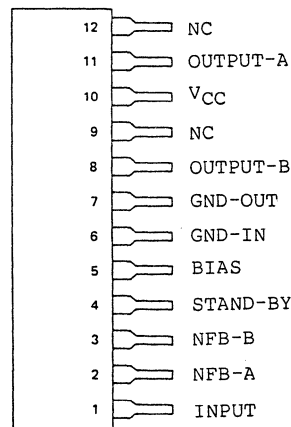 12 NC
11 OUTPUT-A
10 VCC
9 NC
8 OUTPUT-B
7 GND-OUT
6 GND-IN
5 BIAS
4 STAND-BY
3 NFB-B
2 NFB-A
1 INPUT